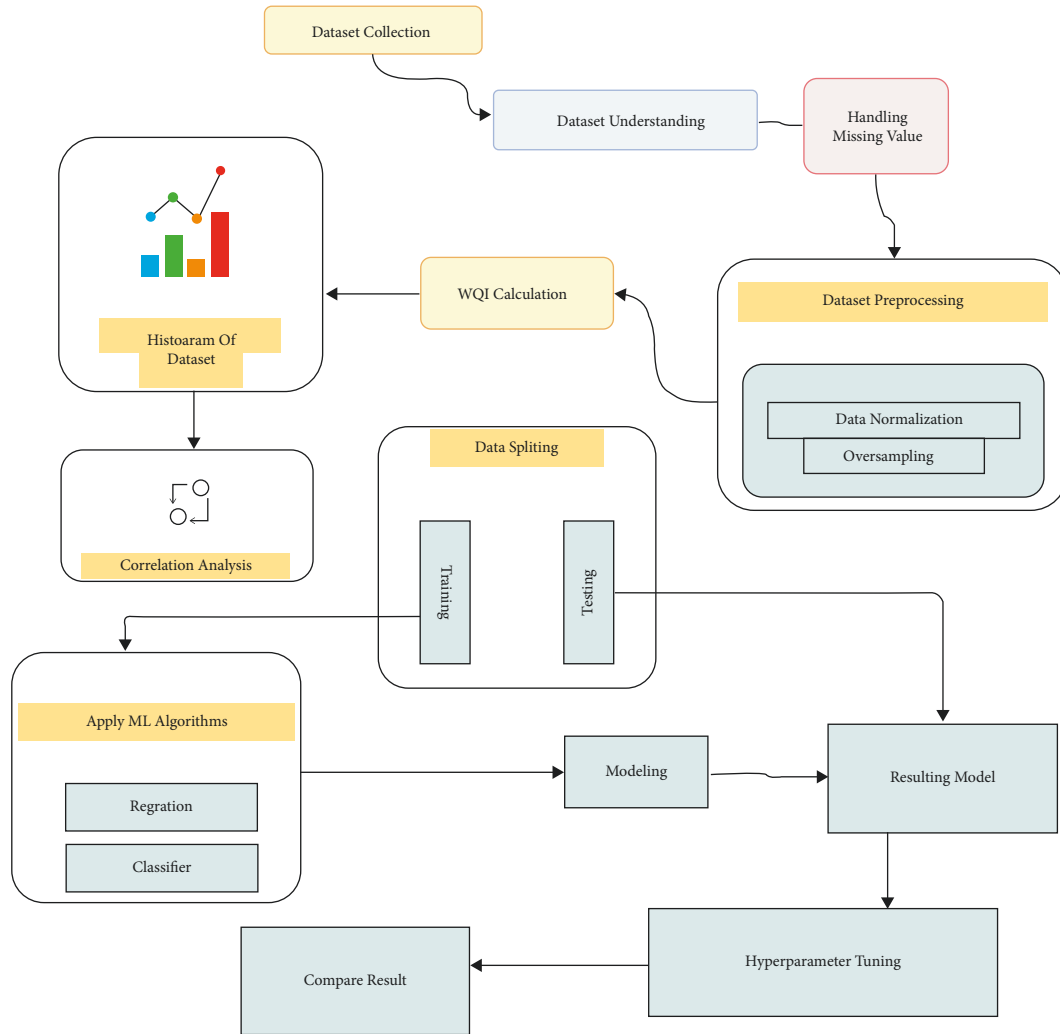 Dataset Collection
Dataset Understanding
Handling
Missing Value
Dataset Preprocessing
Data Normalization
Oversampling
WQI Calculation
Histoaram Of
Dataset
Correlation Analysis
Data Spliting
Training
Testing
Apply ML Algorithms
Regration
Classifier
Modeling
Resulting Model
Hyperparameter Tuning
Compare Result